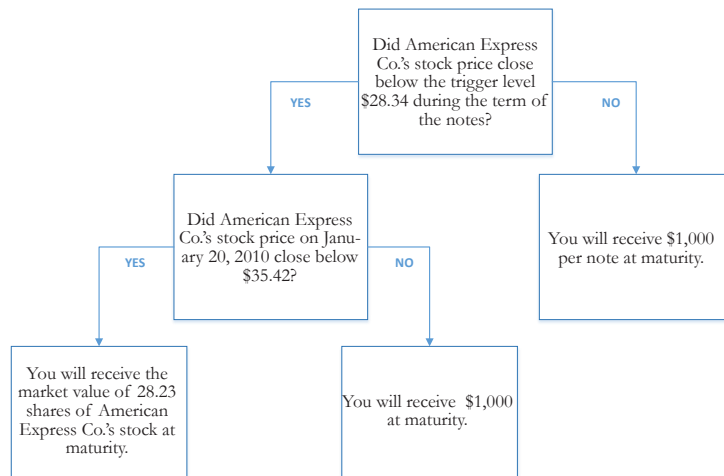 Did American Express
Co.'s stock price close
below the trigger level
$28.34 during the term of
the notes?
YES
NO
Did American Express
Co.'s stock price on Janu-
ary 20, 2010 close below
$35.42?
You will receive $1,000
per note at maturity.
YES
NO
You will receive the
market value of 28.23
shares of American
Express Co.'s stock at
maturity.
You will receive $1,000
at maturity.